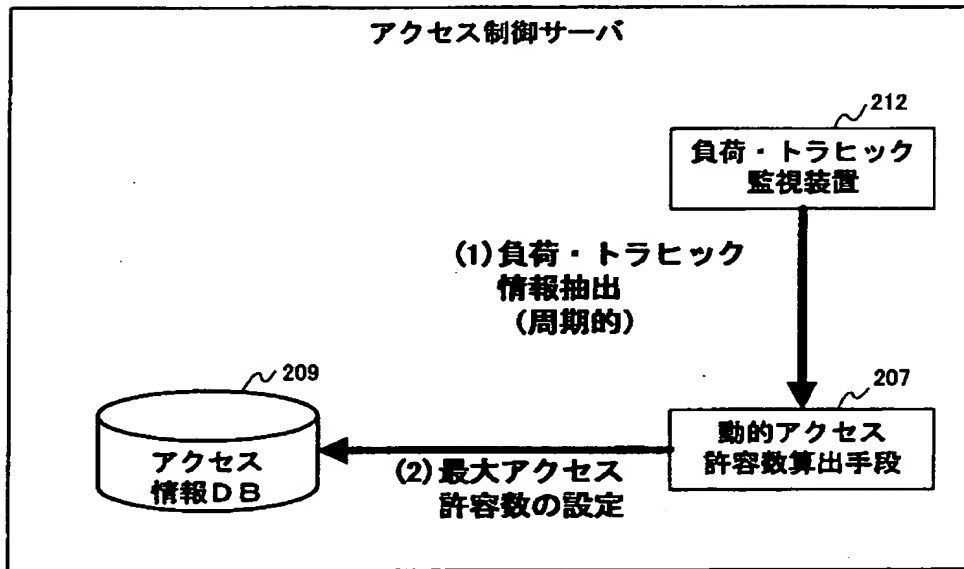 アクセス制御サーバ
212
負荷・トラヒック
監視装置
(1)負荷・トラヒック
情報抽出
(周期的)
209
207
アクセス
情報DB
動的アクセス
許容数算出手段
(2)最大アクセス
許容数の設定